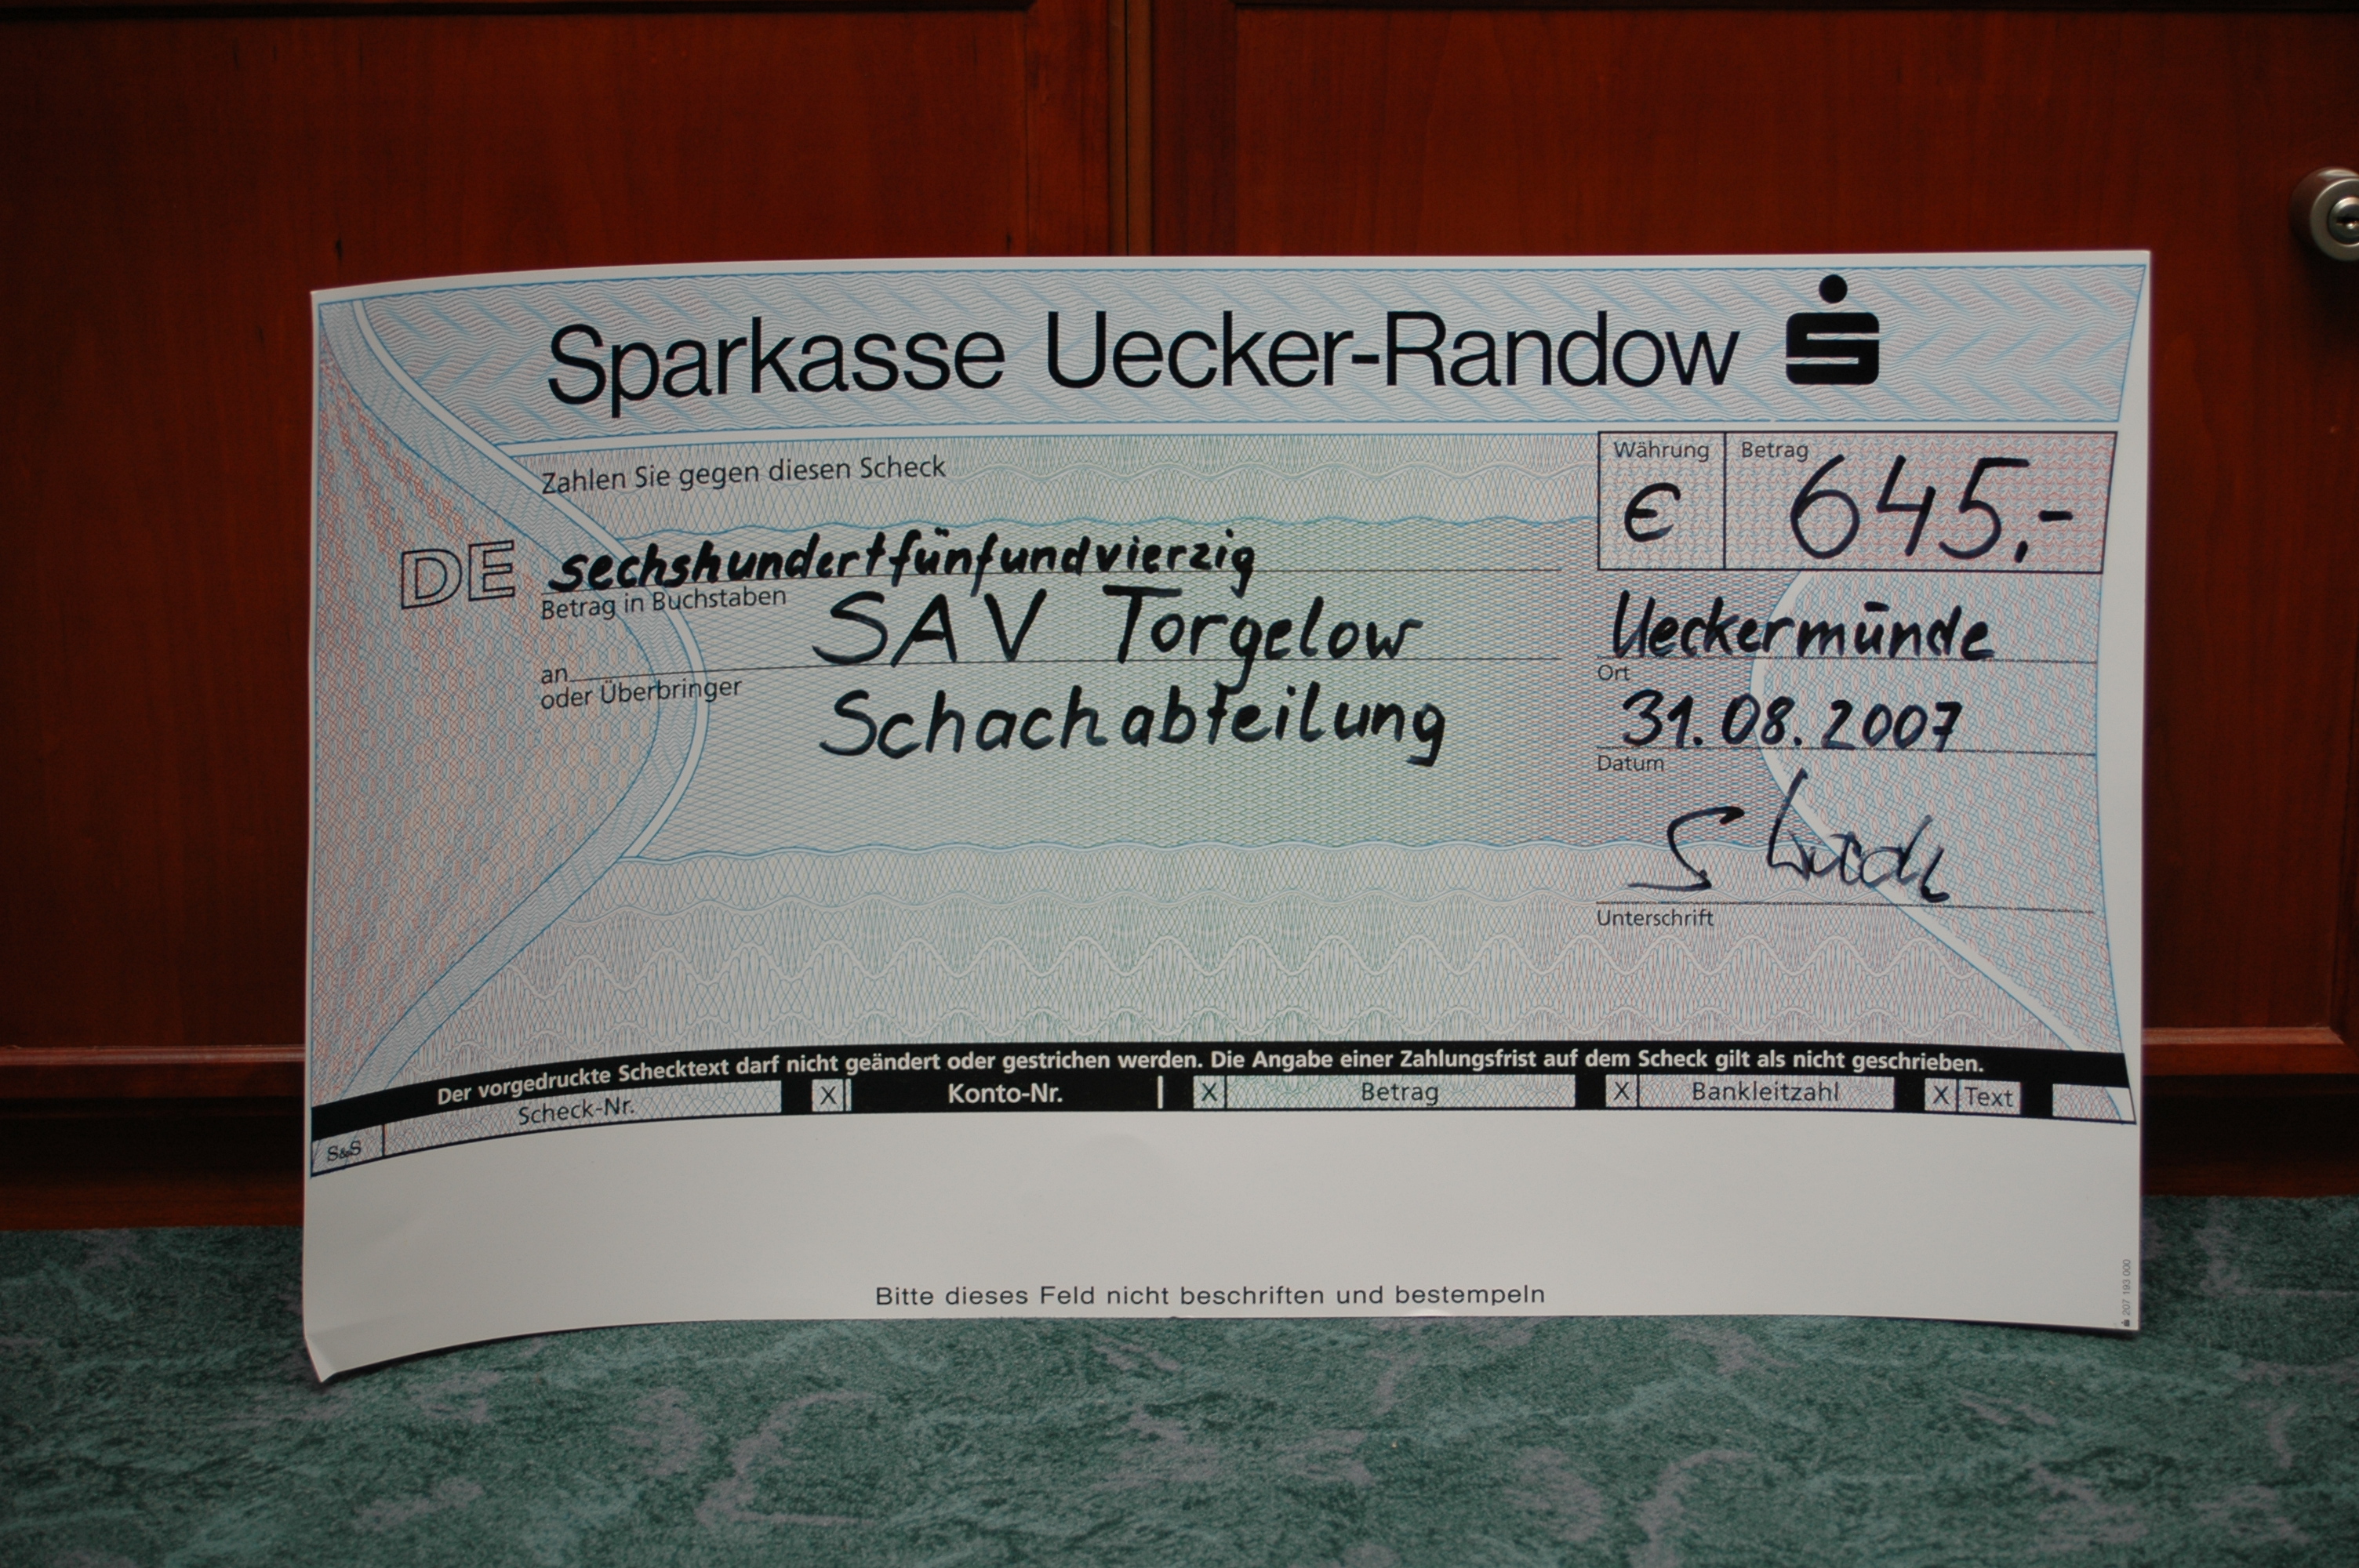 Sparkasse Uecker-Randow
Zahlen Sie gegen diesen Scheck
Währung Betrag
€ 645,-
DE sechshundertfünfundvierzig
Betrag in Buchstaben
SAV Torgelow
an
oder Überbringer
Schachabteilung
Ueckermünde
Ort
31.08.2007
Datum
Unterschrift
Der vorgedruckte Schecktext darf nicht geändert oder gestrichen werden. Die Angabe einer Zahlungsfrist auf dem Scheck gilt als nicht geschrieben.
Scheck-Nr. X Konto-Nr. X Betrag X Bankleitzahl X Text
S&S
Bitte dieses Feld nicht beschriften und bestempeln
207 193 000